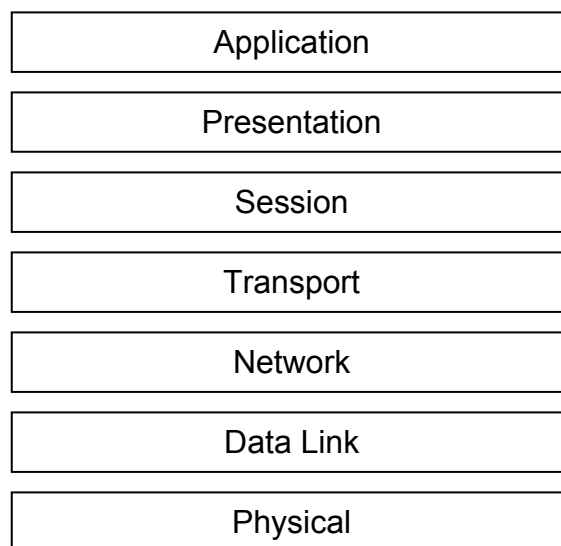 Application
Presentation
Session
Transport
Network
Data Link
Physical